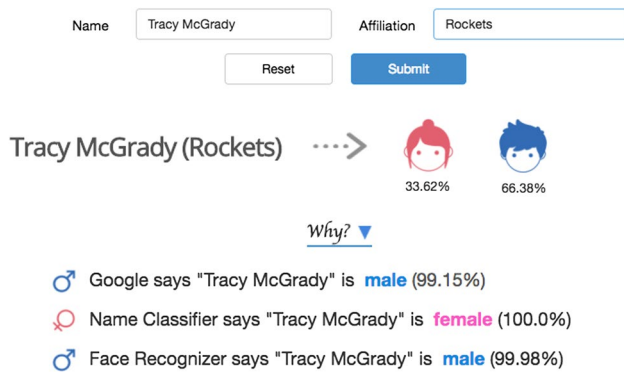 Name Tracy McGrady Affiliation Rockets
Reset Submit
Tracy McGrady (Rockets)
33.62% 66.38%
Why? ▼
Google says "Tracy McGrady" is male (99.15%)
Name Classifier says "Tracy McGrady" is female (100.0%)
Face Recognizer says "Tracy McGrady" is male (99.98%)